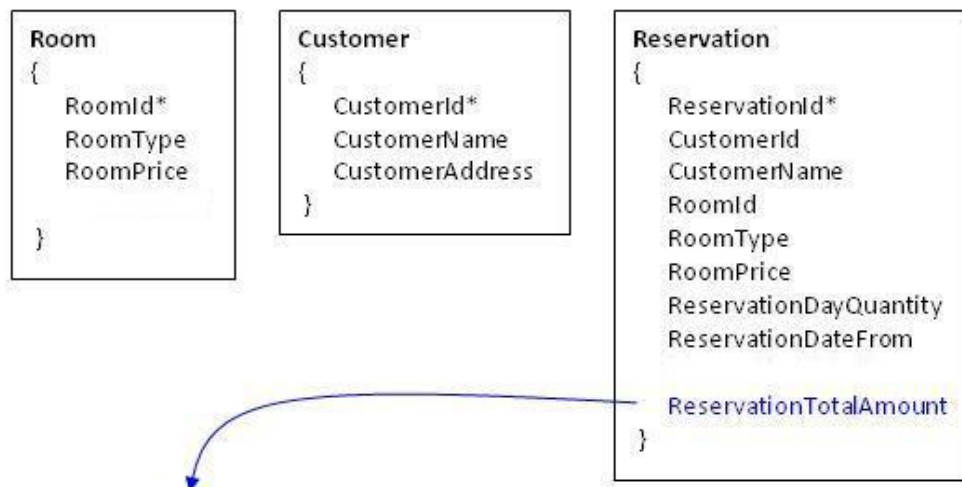 Room
{
RoomId*
RoomType
RoomPrice
}
Customer
{
CustomerId*
CustomerName
CustomerAddress
}
Reservation
{
ReservationId*
CustomerId
CustomerName
RoomId
RoomType
RoomPrice
ReservationDayQuantity
ReservationDateFrom
ReservationTotalAmount
}